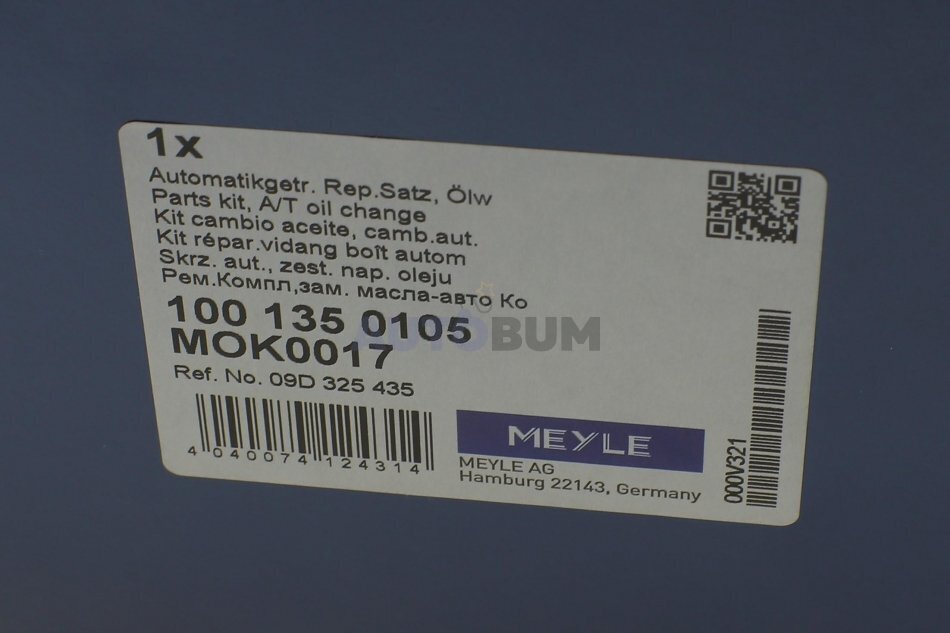 1x
Automatikgetr. Rep.Satz, Ölw
Parts kit, A/T oil change
Kit cambio aceite, camb.aut.
Kit répar.vidang boît autom
Skrz. aut., zest. nap. oleju
Рем.Компл,зам. масла-авто Ко
100 135 0105
MOK0017
Ref. No. 09D 325 435
4 040074 124314
MEYLE
MEYLE AG
Hamburg 22143, Germany
000V321
AUTOBUM